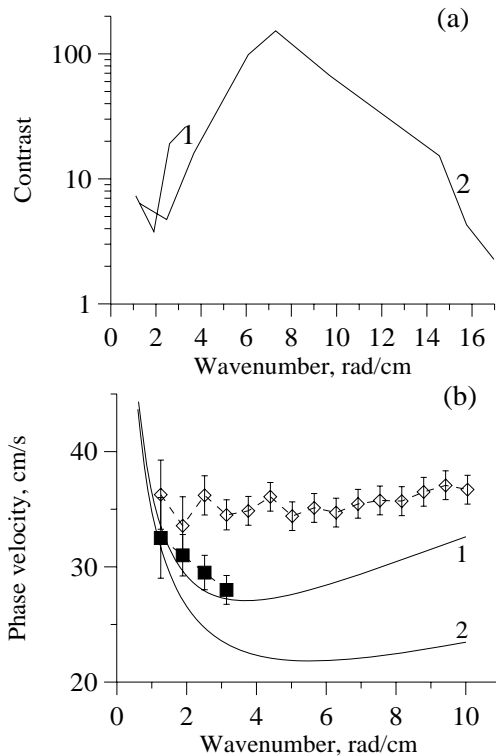 (a)
100
10
1
Contrast
1
2
0 2 4 6 8 10 12 14 16
Wavenumber, rad/cm
(b)
40
30
20
Phase velocity, cm/s
1
2
0 2 4 6 8 10
Wavenumber, rad/cm